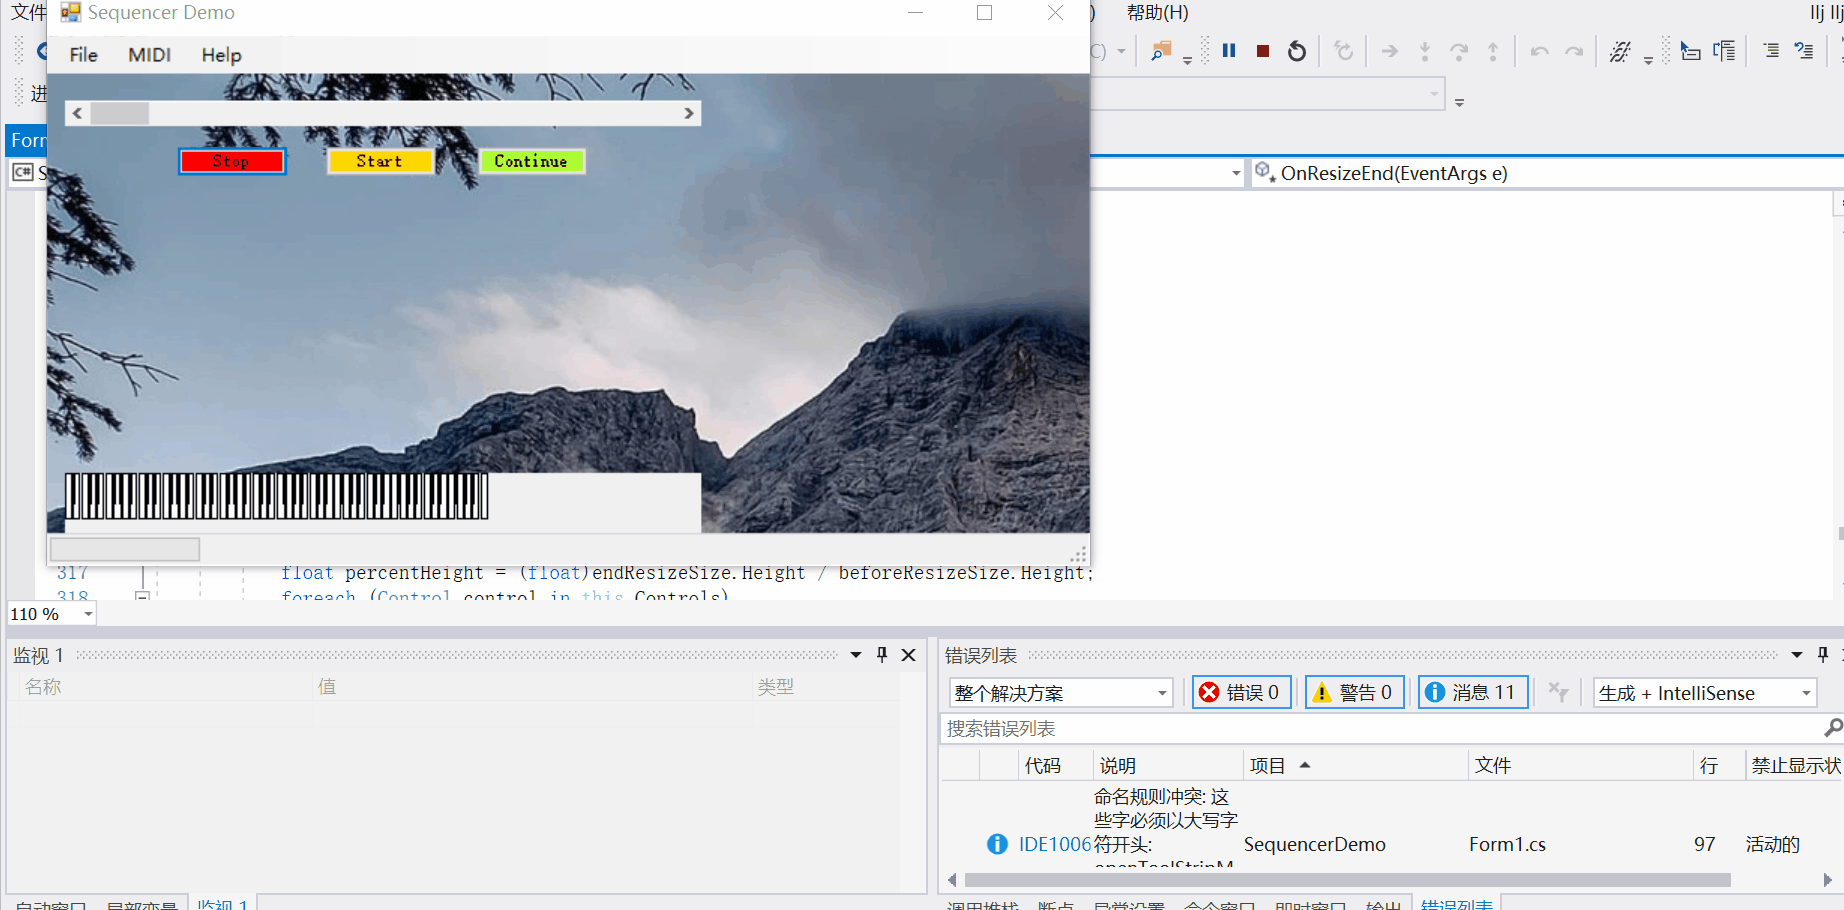 文件
Sequencer Demo
帮助(H)
llj llj
File MIDI Help
进
Stop Start Continue
Form
C# S
OnResizeEnd(EventArgs e)
317 float percentHeight = (float)endResizeSize.Height / beforeResizeSize.Height;
318 foreach (Control control in this.Controls)
110 %
监视 1
名称 值 类型
错误列表
整个解决方案 错误 0 警告 0 消息 11 生成 + IntelliSense
搜索错误列表
代码 说明 项目 文件 行 禁止显示状
命名规则冲突: 这
些字必须以大写字
IDE1006 符开头: SequencerDemo Form1.cs 97 活动的
openToolStripM
自动窗口 局部变量 监视 1
调用堆栈 断点 异常设置 命令窗口 即时窗口 输出 错误列表